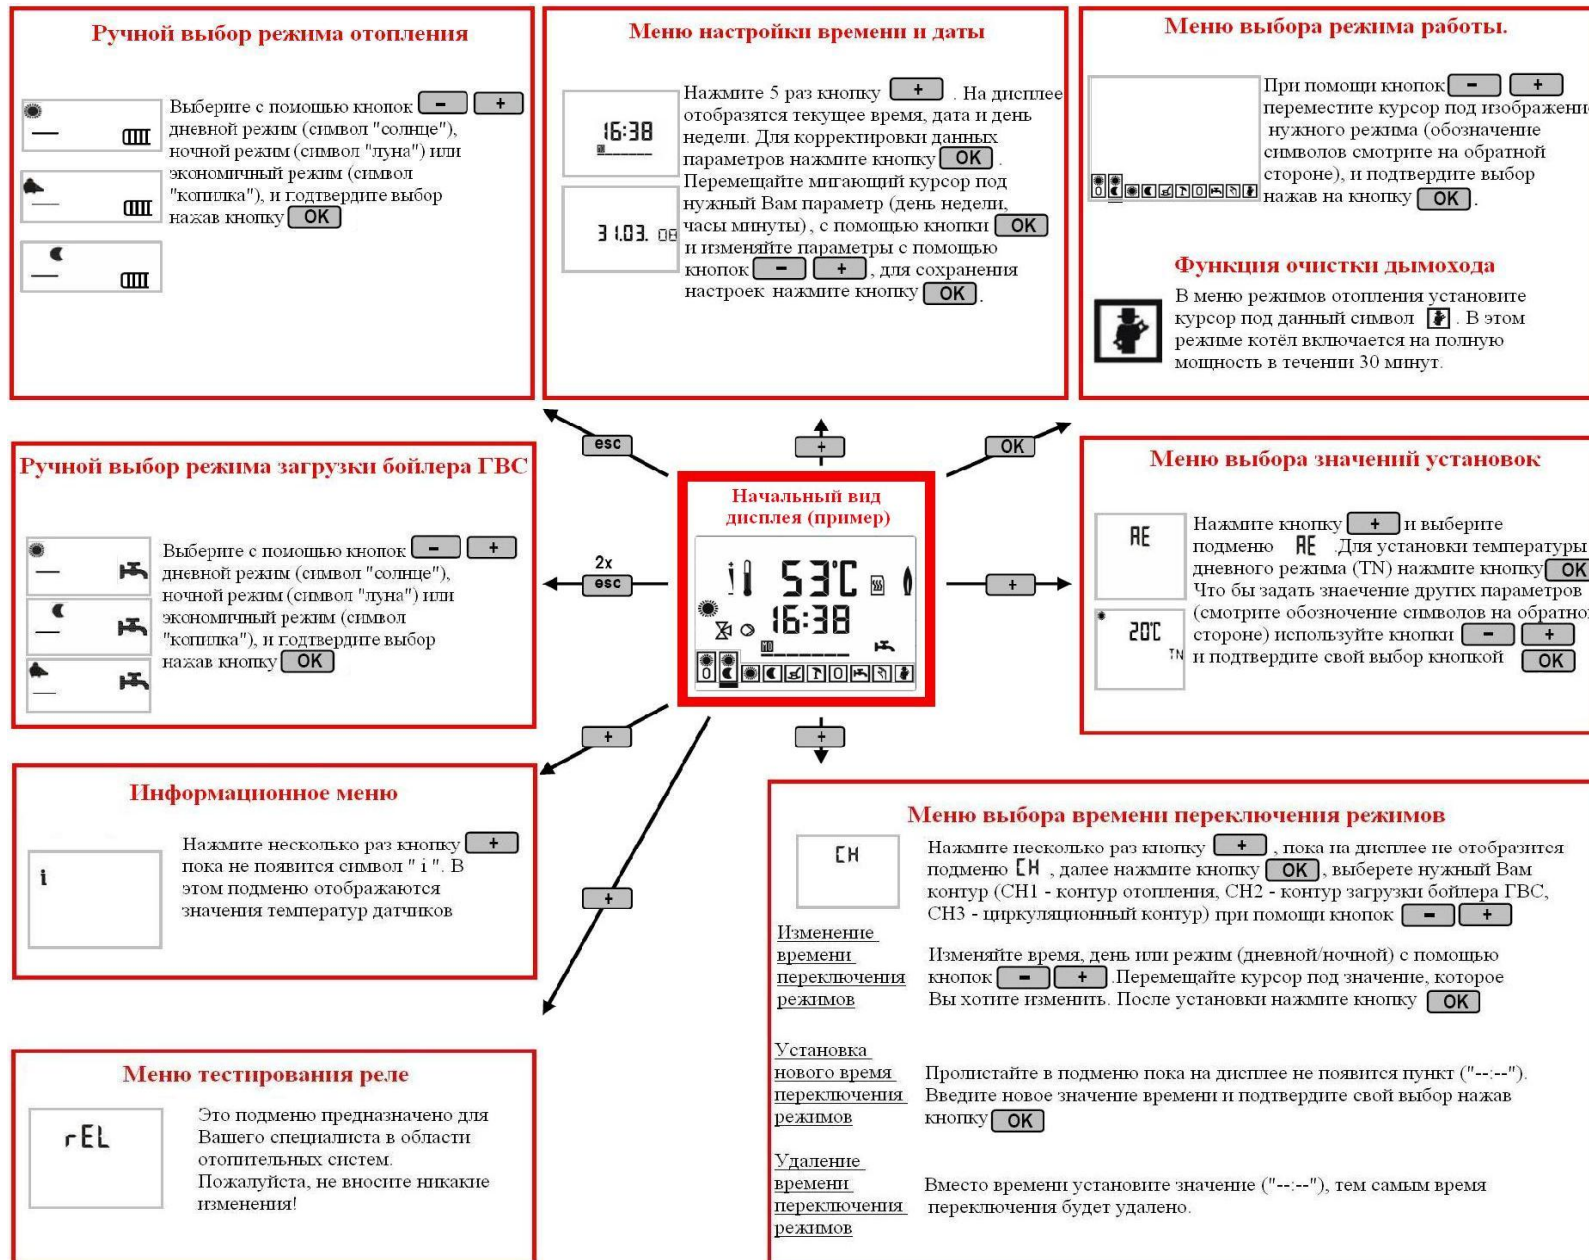 Ручной выбор режима отопления
Выберите с помошью кнопок - +
дневной режим (символ "солнце"),
ночной режим (символ "луна") или
экономичный режим (символ
"копилка"), и подтвердите выбор
нажав кнопку OK
Меню настройки времени и даты
16:38
31.03. 08
Нажмите 5 раз кнопку + . На дисплее
отобразятся текущее время, дата и день
недели. Для корректировки данных
параметров нажмите кнопку OK .
Перемещайте мигающий курсор под
нужный Вам параметр (день недели,
часы минуты), с помощью кнопки OK
и изменяйте параметры с помощью
кнопок - + , для сохранения
настроек нажмите кнопку OK .
Меню выбора режима работы.
При помощи кнопок - +
переместите курсор под изображение
нужного режима (обозначение
символов смотрите на обратной
стороне), и подтвердите выбор
нажав на кнопку OK .
Функция очистки дымохода
В меню режимов отопления установите
курсор под данный символ . В этом
режиме котёл включается на полную
мощность в течении 30 минут.
esc
+
OK
Ручной выбор режима загрузки бойлера ГВС
Выберите с помошью кнопок - +
дневной режим (символ "солнце"),
ночной режим (символ "луна") или
экономичный режим (символ
"копилка"), и подтвердите выбор
нажав кнопку OK
2x
esc
Начальный вид
дисплея (пример)
53°C
16:38
+
Меню выбора значений установок
AE
20°C
TN
Нажмите кнопку + и выберите
подменю AE .Для установки температуры
дневного режима (TN) нажмите кнопку OK
Что бы задать знаечение других параметров
(смотрите обозночение символов на обратной
стороне) используйте кнопки - +
и подтвердите свой выбор кнопкой OK
+
+
+
Информационное меню
i
Нажмите несколько раз кнопку +
пока не появится символ " i ". В
этом подменю отображаются
значения температур датчиков
Меню тестирования реле
rEL
Это подменю предназначено для
Вашего специалиста в области
отопительных систем.
Пожалуйста, не вносите никакие
изменения!
Меню выбора времени переключения режимов
CH
Нажмите несколько раз кнопку + , пока на дисплее не отобразится
подменю CH , далее нажмите кнопку OK , выберете нужный Вам
контур (CH1 - контур отопления, CH2 - контур загрузки бойлера ГВС,
CH3 - циркуляционный контур) при помощи кнопок - +
Изменение
времени
переключения
режимов
Изменяйте время, день или режим (дневной/ночной) с помощью
кнопок - + .Перемещайте курсор под значение, которое
Вы хотите изменить. После установки нажмите кнопку OK
Установка
нового время
переключения
режимов
Пролистайте в подменю пока на дисплее не появится пункт ("--:--").
Введите новое значение времени и подтвердите свой выбор нажав
кнопку OK
Удаление
времени
переключения
режимов
Вместо времени установите значение ("--:--"), тем самым время
переключения будет удалено.